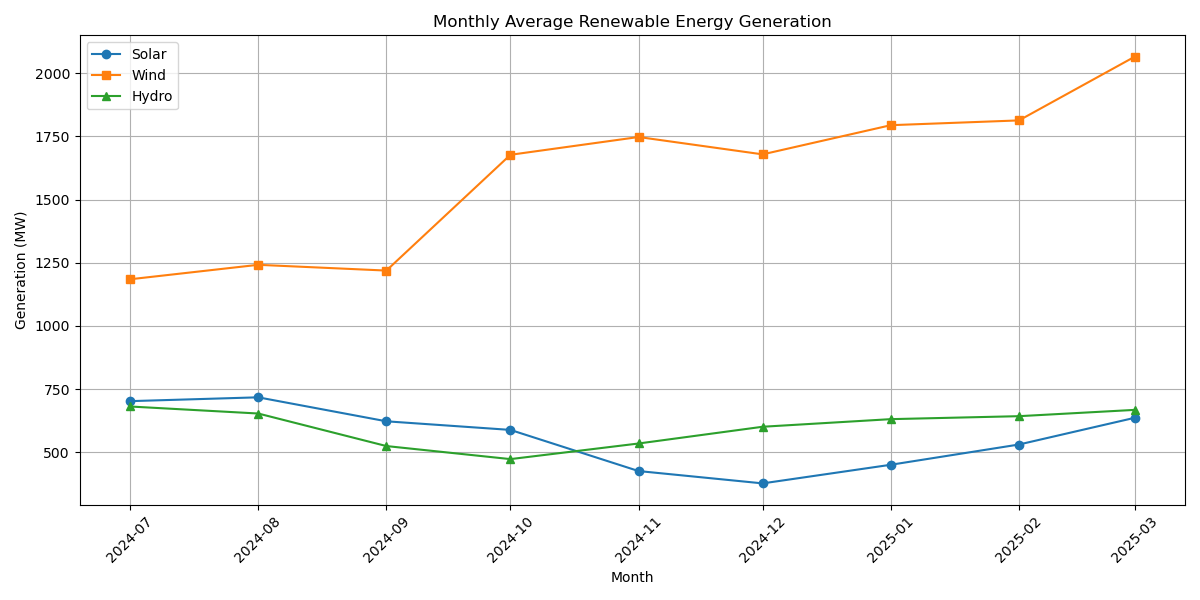 Monthly Average Renewable Energy Generation
Solar
Wind
Hydro
Generation (MW)
2000
1750
1500
1250
1000
750
500
2024-07
2024-08
2024-09
2024-10
2024-11
2024-12
2025-01
2025-02
2025-03
Month